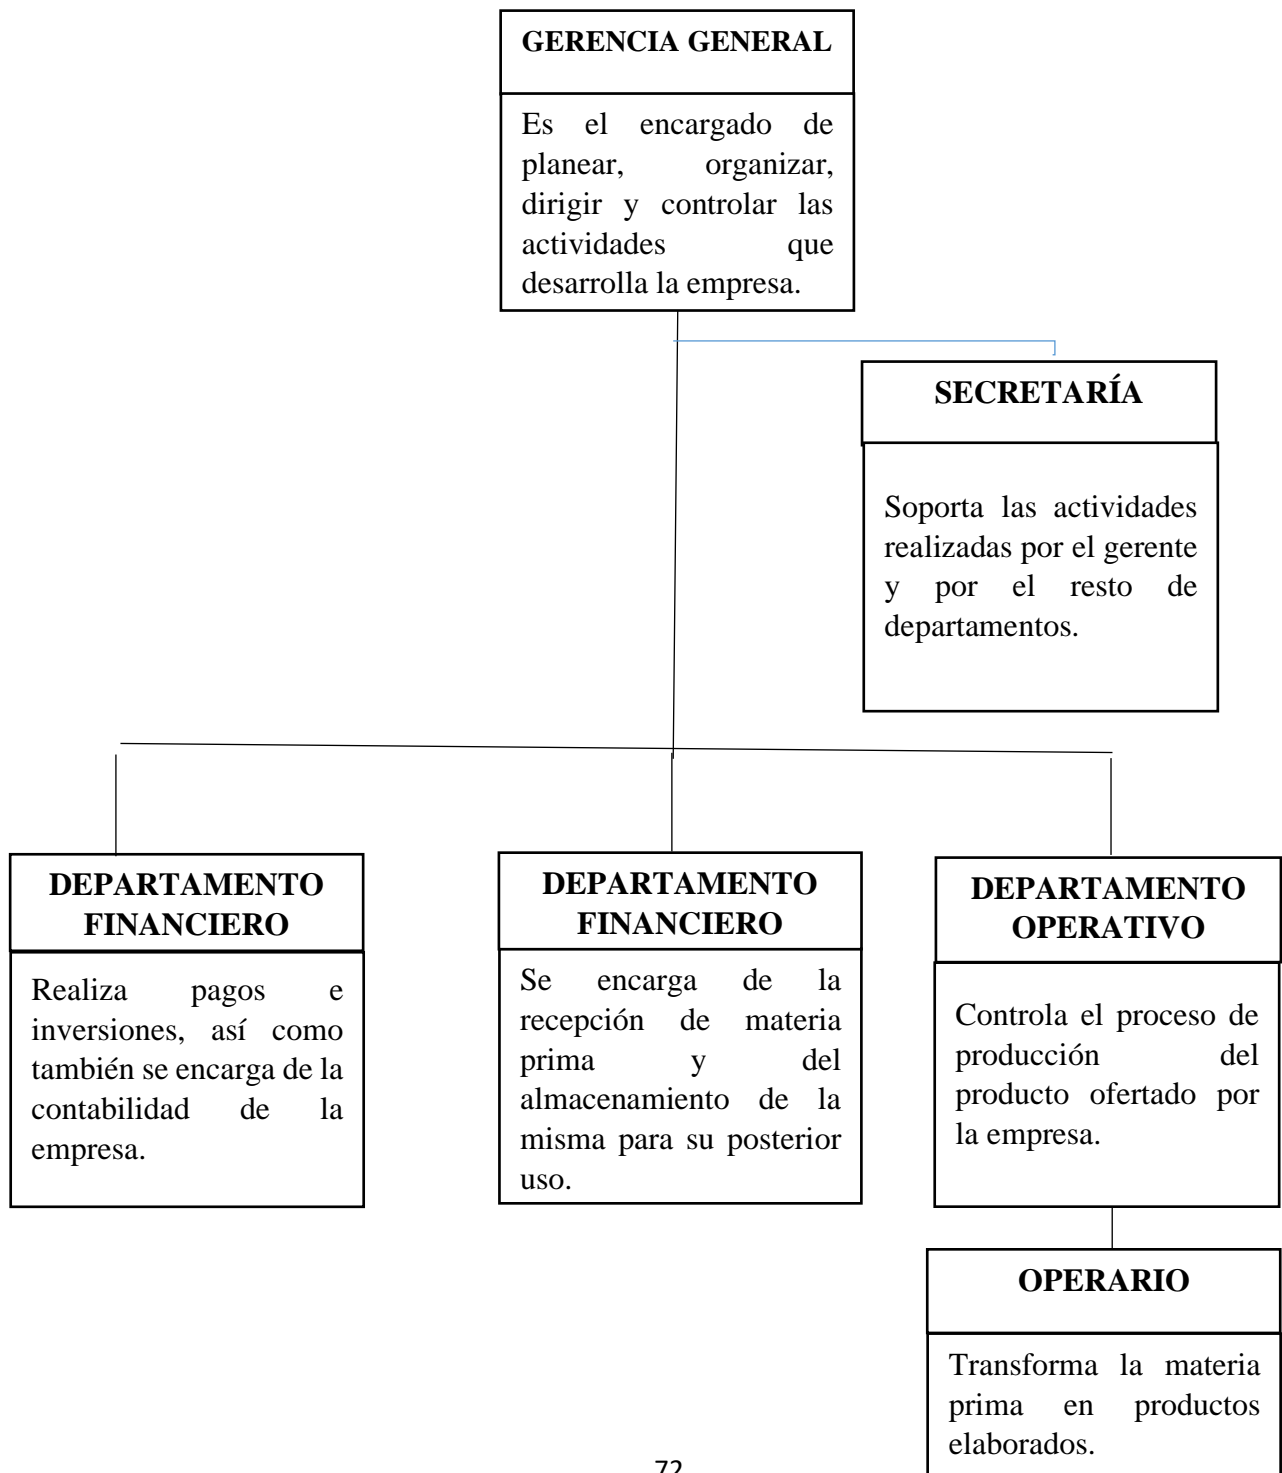 GERENCIA GENERAL
Es el encargado de
planear, organizar,
dirigir y controlar las
actividades que
desarrolla la empresa.
SECRETARÍA
Soporta las actividades
realizadas por el gerente
y por el resto de
departamentos.
DEPARTAMENTO
FINANCIERO
Realiza pagos e
inversiones, así como
también se encarga de la
contabilidad de la
empresa.
DEPARTAMENTO
FINANCIERO
Se encarga de la
recepción de materia
prima y del
almacenamiento de la
misma para su posterior
uso.
DEPARTAMENTO
OPERATIVO
Controla el proceso de
producción del
producto ofertado por
la empresa.
OPERARIO
Transforma la materia
prima en productos
elaborados.
72